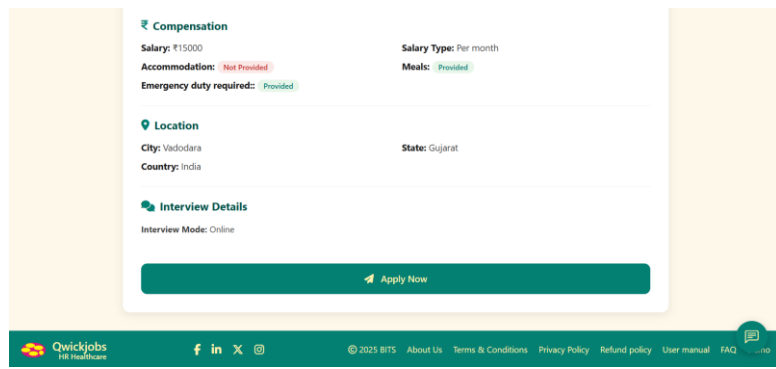 ₹ Compensation
Salary: ₹15000 Salary Type: Per month
Accommodation: Not Provided Meals: Provided
Emergency duty required:: Provided
Location
City: Vadodara State: Gujarat
Country: India
Interview Details
Interview Mode: Online
Apply Now
Qwickjobs
HR Healthcare
© 2025 BITS About Us Terms & Conditions Privacy Policy Refund policy User manual FAQ